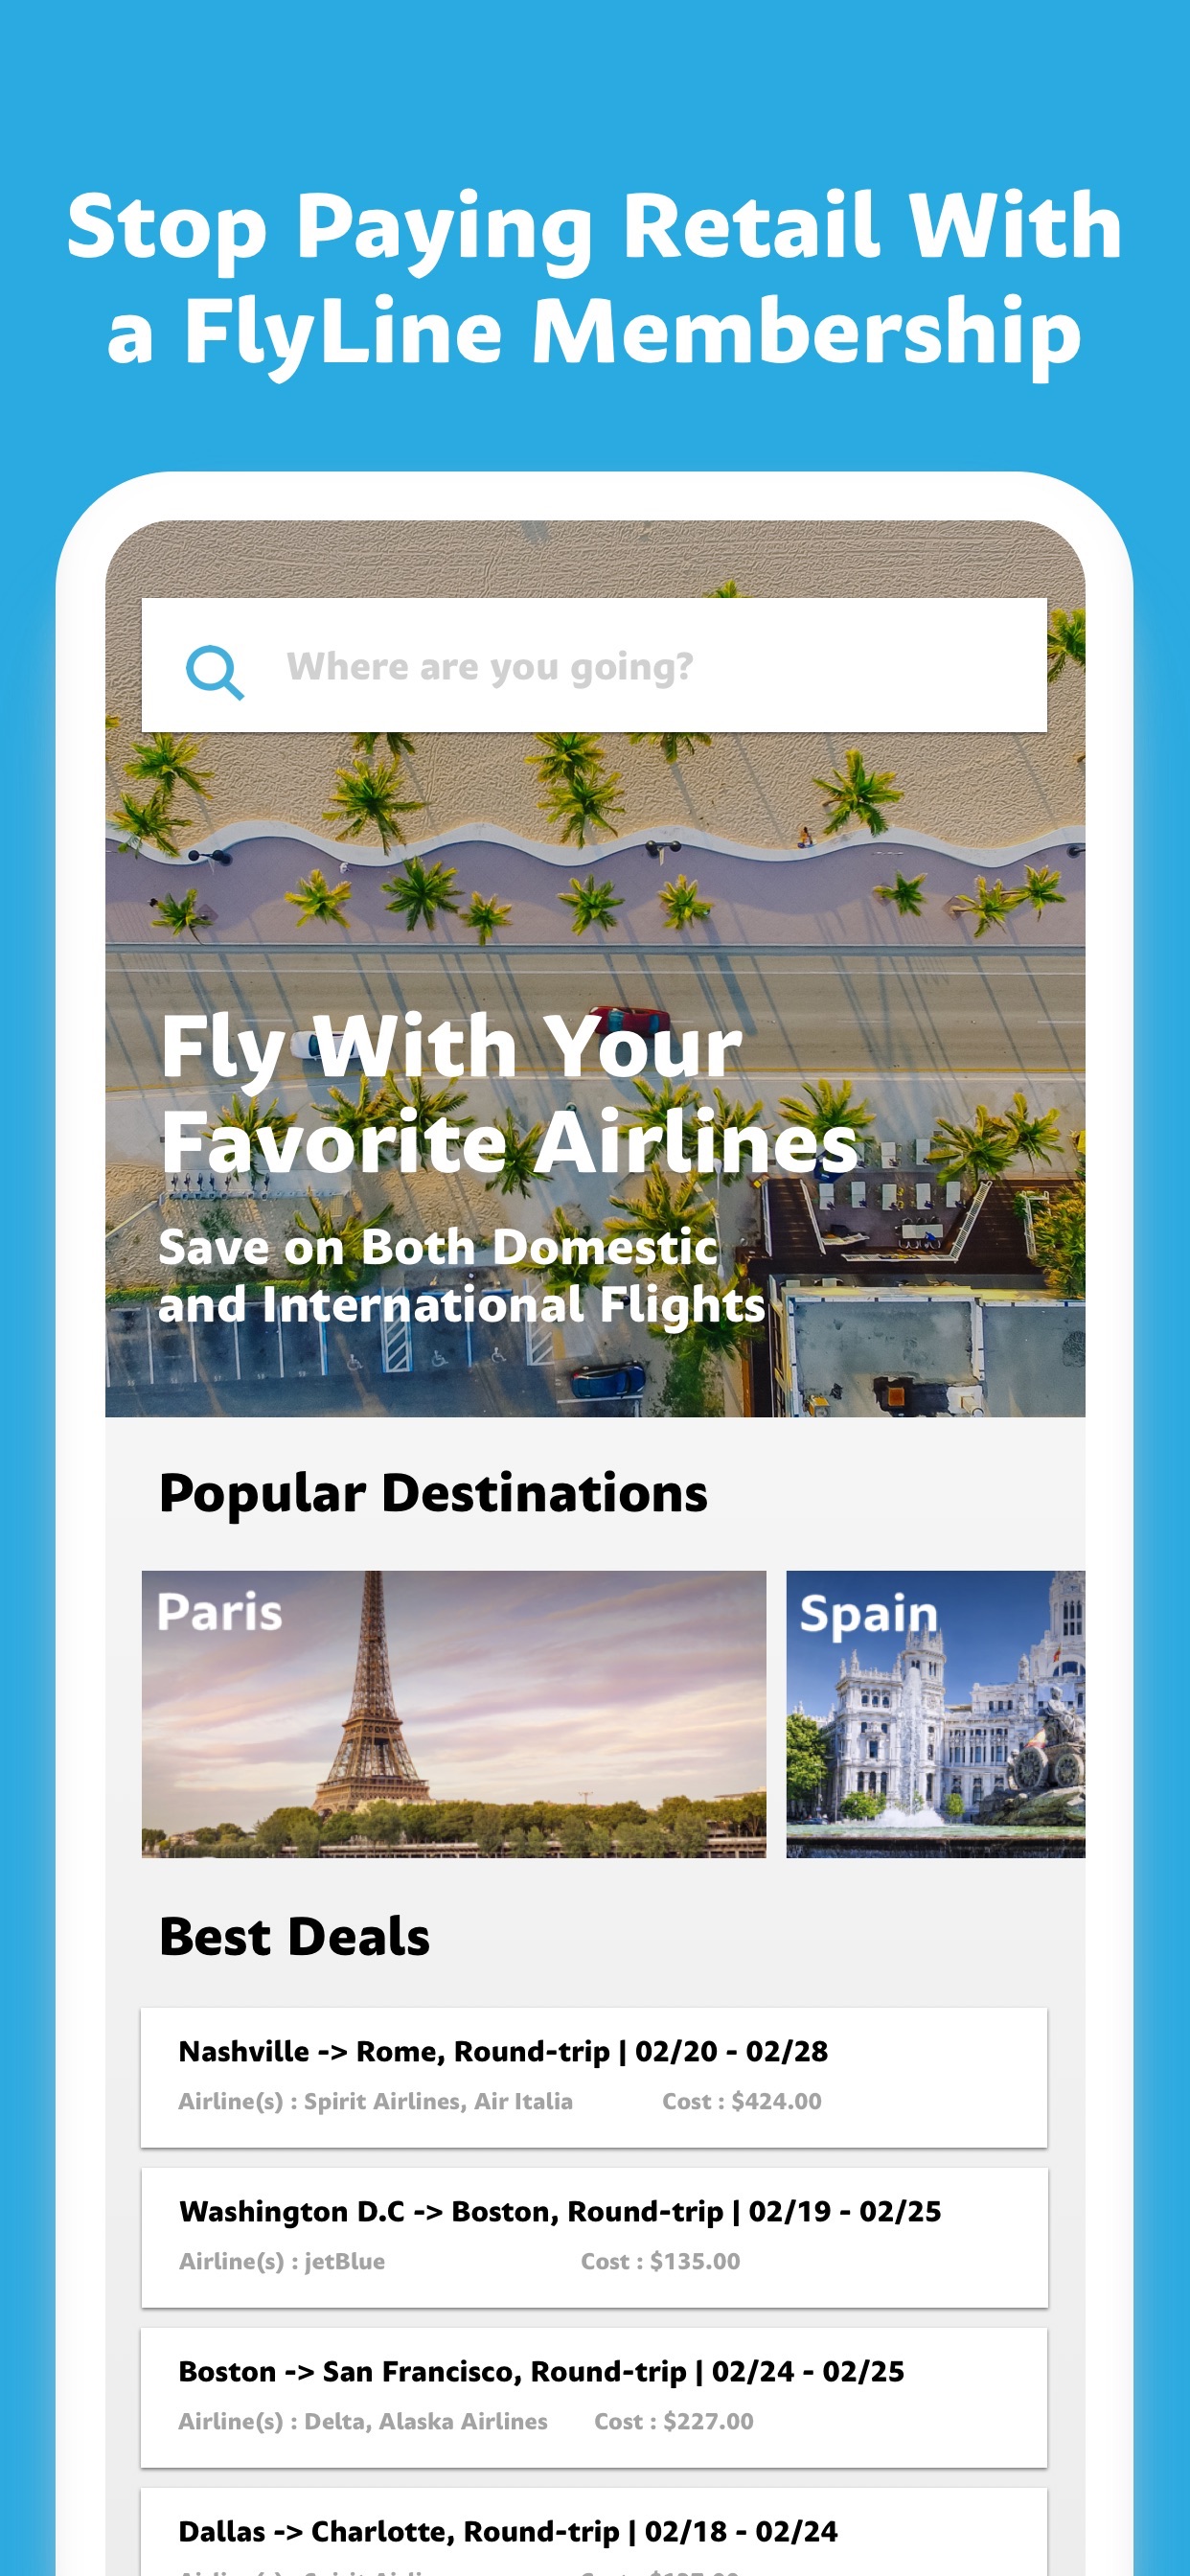 Stop Paying Retail With
a FlyLine Membership
Where are you going?
Fly With Your
Favorite Airlines
Save on Both Domestic
and International Flights
Popular Destinations
Paris
Spain
Best Deals
Nashville -> Rome, Round-trip | 02/20 - 02/28
Airline(s) : Spirit Airlines, Air Italia Cost : $424.00
Washington D.C -> Boston, Round-trip | 02/19 - 02/25
Airline(s) : jetBlue Cost : $135.00
Boston -> San Francisco, Round-trip | 02/24 - 02/25
Airline(s) : Delta, Alaska Airlines Cost : $227.00
Dallas -> Charlotte, Round-trip | 02/18 - 02/24